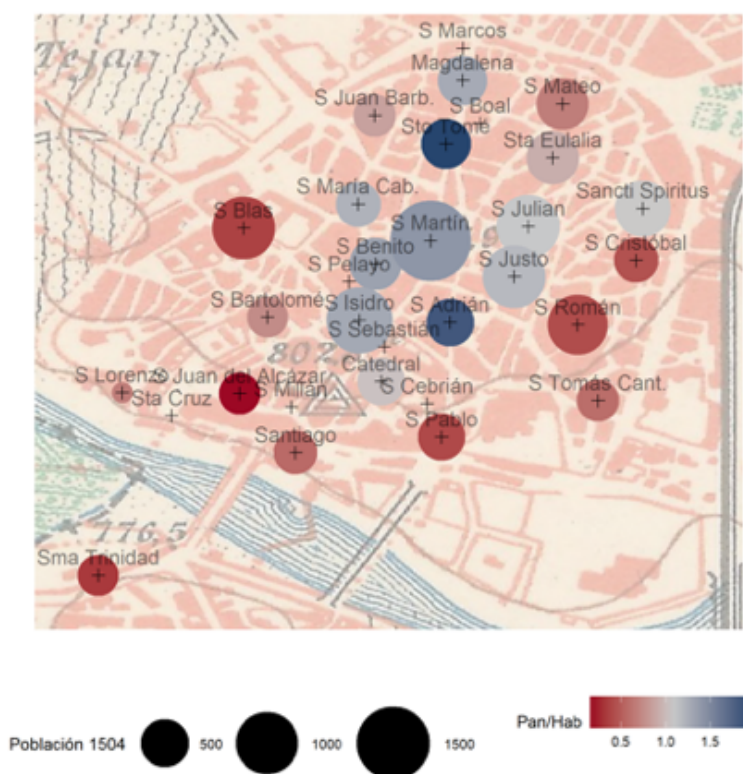 S Marcos
Tejar
Magdalena
S Mateo
S Juan Barb.
S Boal
Sto Tomé
Sta Eulalia
S María Cab.
Sancti Spiritus
S Blas
S Martín.
S Julian
S Benito
S Cristóbal
S Pelayo
S Justo
S Bartolomé
S Isidro
S Adrián
S Román
S Sebastián
802
Catedral
S Lorenzo
S Juan del Alcázar
S Millán
S Cebrián
S Tomás Cant.
Sta Cruz
S Pablo
Santiago
776,5
Sma Trinidad
Población 1504 500 1000 1500
Pan/Hab
0.5 1.0 1.5